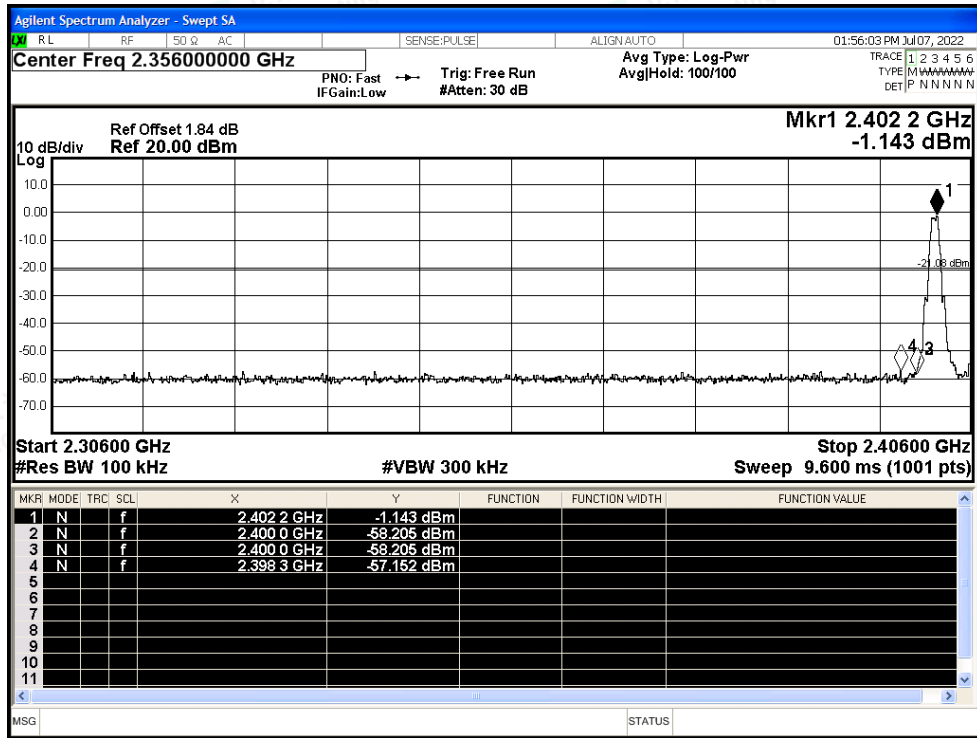 Agilent Spectrum Analyzer - Swept SA
LXI RL RF 50 Ω AC SENSE:PULSE ALIGN AUTO 01:56:03 PM Jul 07, 2022
Center Freq 2.356000000 GHz
PNO: Fast
IFGain:Low
Trig: Free Run
#Atten: 30 dB
Avg Type: Log-Pwr
Avg|Hold: 100/100
TRACE 1 2 3 4 5 6
TYPE M
DET P N N N N N
Ref Offset 1.84 dB
10 dB/div Ref 20.00 dBm
Log
Mkr1 2.402 2 GHz
-1.143 dBm
10.0
0.00
-10.0
-20.0
-30.0
-40.0
-50.0
-60.0
-70.0
1
-21.08 dBm
4 3
Start 2.30600 GHz Stop 2.40600 GHz
#Res BW 100 kHz #VBW 300 kHz Sweep 9.600 ms (1001 pts)
MKR MODE TRC SCL X Y FUNCTION FUNCTION WIDTH FUNCTION VALUE
1 N f 2.402 2 GHz -1.143 dBm
2 N f 2.400 0 GHz -58.205 dBm
3 N f 2.400 0 GHz -58.205 dBm
4 N f 2.398 3 GHz -57.152 dBm
5
6
7
8
9
10
11
MSG STATUS